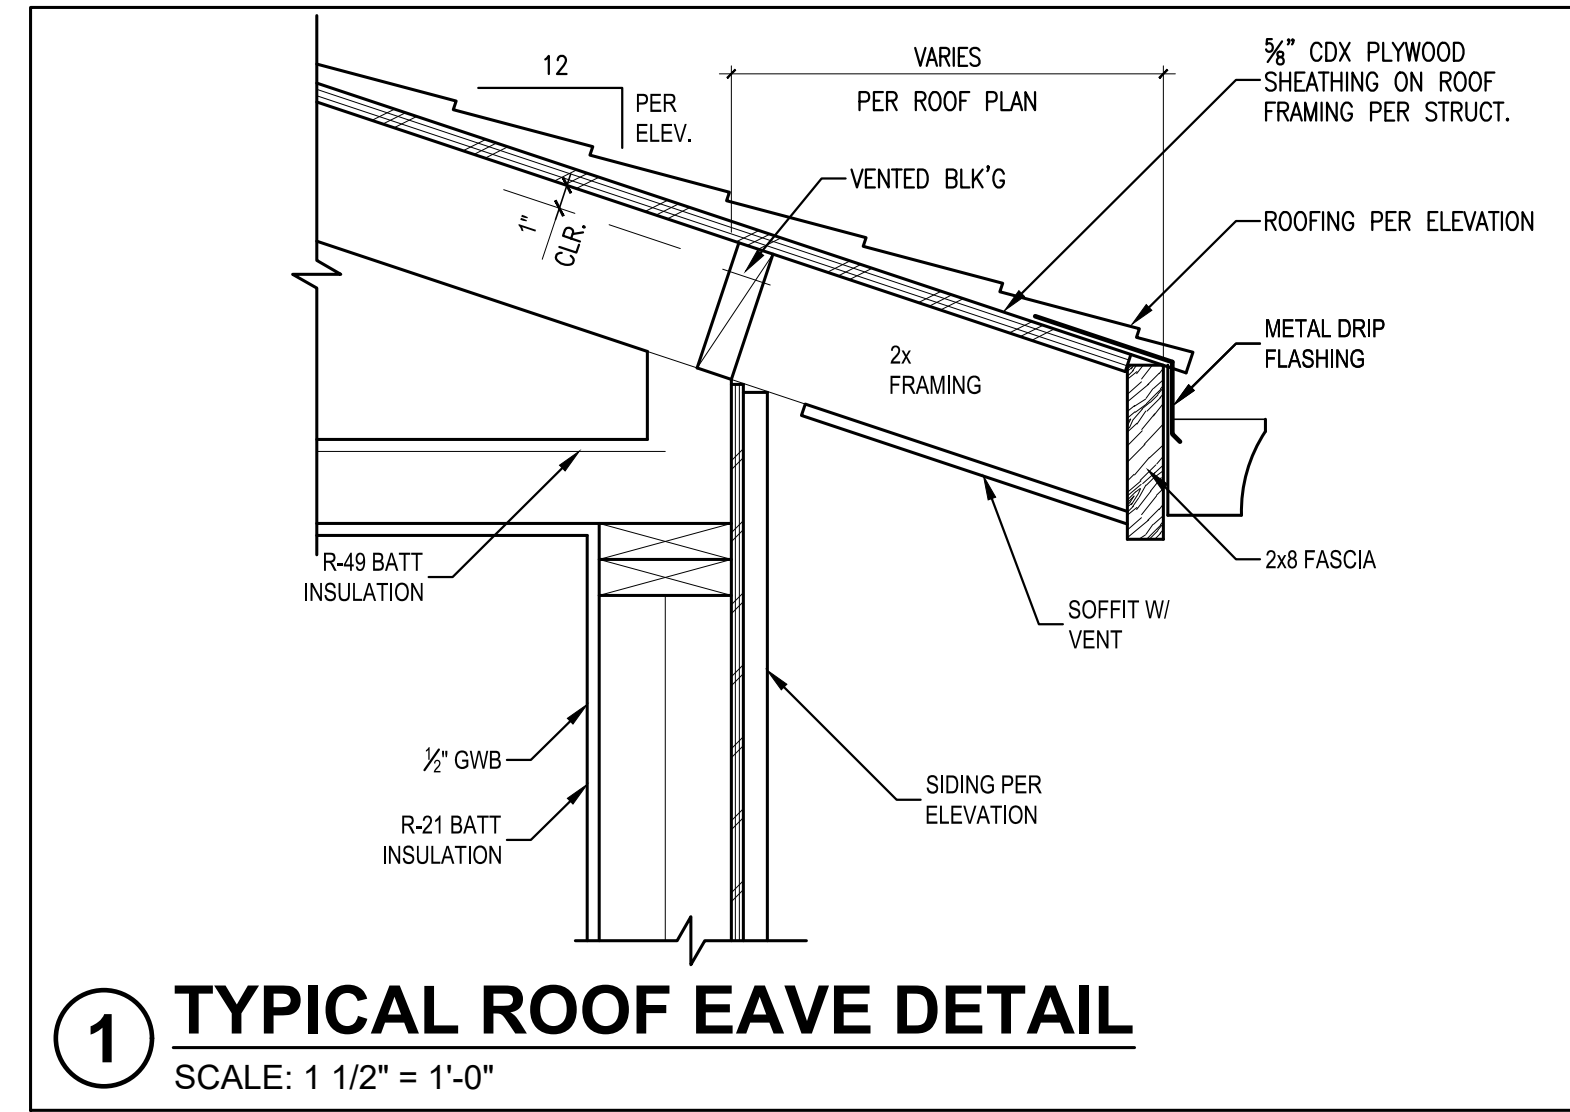 12
PER
ELEV.
VARIES
PER ROOF PLAN
⅝" CDX PLYWOOD
SHEATHING ON ROOF
FRAMING PER STRUCT.
VENTED BLK'G
ROOFING PER ELEVATION
1"
CLR.
METAL DRIP
FLASHING
2x
FRAMING
R-49 BATT
INSULATION
2x8 FASCIA
SOFFIT W/
VENT
½" GWB
SIDING PER
ELEVATION
R-21 BATT
INSULATION
1
TYPICAL ROOF EAVE DETAIL
SCALE: 1 1/2" = 1'-0"